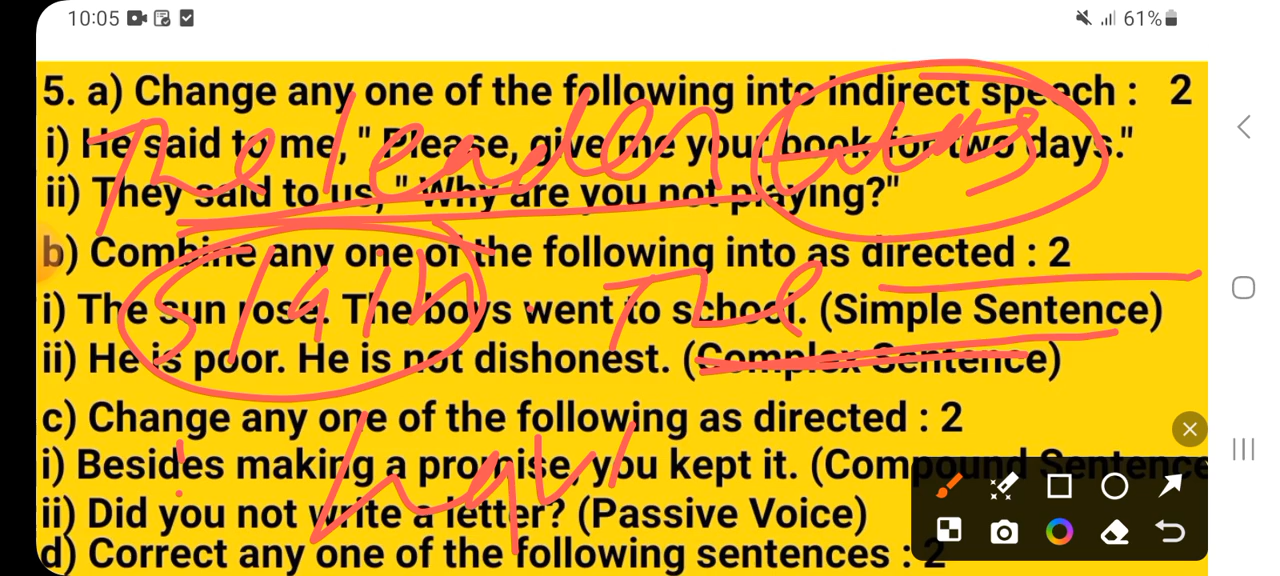 10:05 61%
5. a) Change any one of the following into Indirect speech : 2
i) He said to me, " Please, give me your book for two days."
ii) They said to us, " Why are you not playing?"
b) Combine any one of the following into as directed : 2
i) The sun rose. The boys went to school. (Simple Sentence)
ii) He is poor. He is not dishonest. (Complex Sentence)
c) Change any one of the following as directed : 2
i) Besides making a promise, you kept it. (Compound Sentence
ii) Did you not write a letter? (Passive Voice)
d) Correct any one of the following sentences : 2
The leader
The